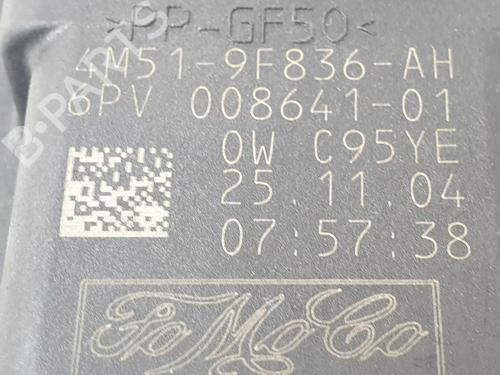 >PP-GF50<
4M51-9F836-AH
6PV 008641-01
0W C95YE
25.11.04
07:57:38
FoMoCo
B-PARTS